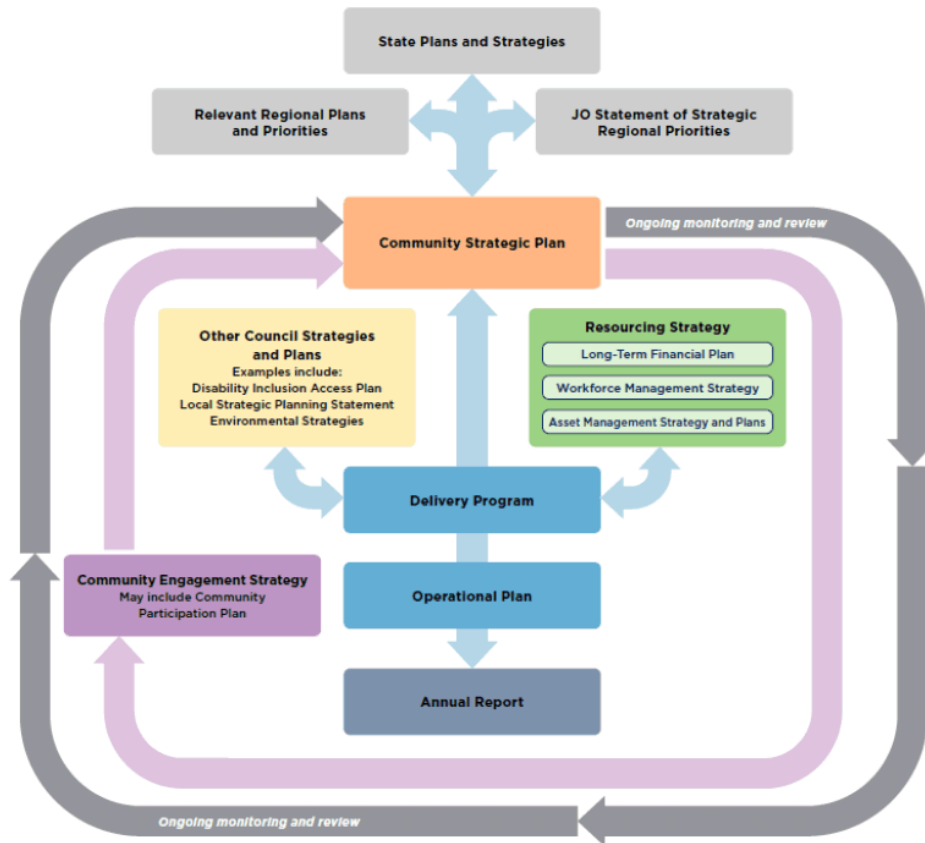 State Plans and Strategies
Relevant Regional Plans
and Priorities
JO Statement of Strategic
Regional Priorities
Community Strategic Plan
Ongoing monitoring and review
Other Council Strategies
and Plans
Examples include:
Disability Inclusion Access Plan
Local Strategic Planning Statement
Environmental Strategies
Resourcing Strategy
Long-Term Financial Plan
Workforce Management Strategy
Asset Management Strategy and Plans
Delivery Program
Community Engagement Strategy
May include Community
Participation Plan
Operational Plan
Annual Report
Ongoing monitoring and review